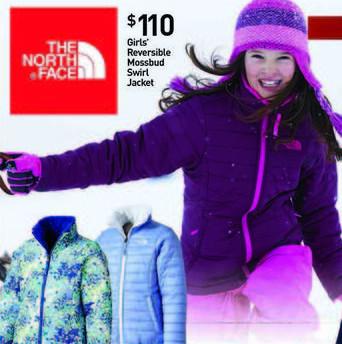 THE
NORTH
FACE
$110
Girls'
Reversible
Mossbud
Swirl
Jacket